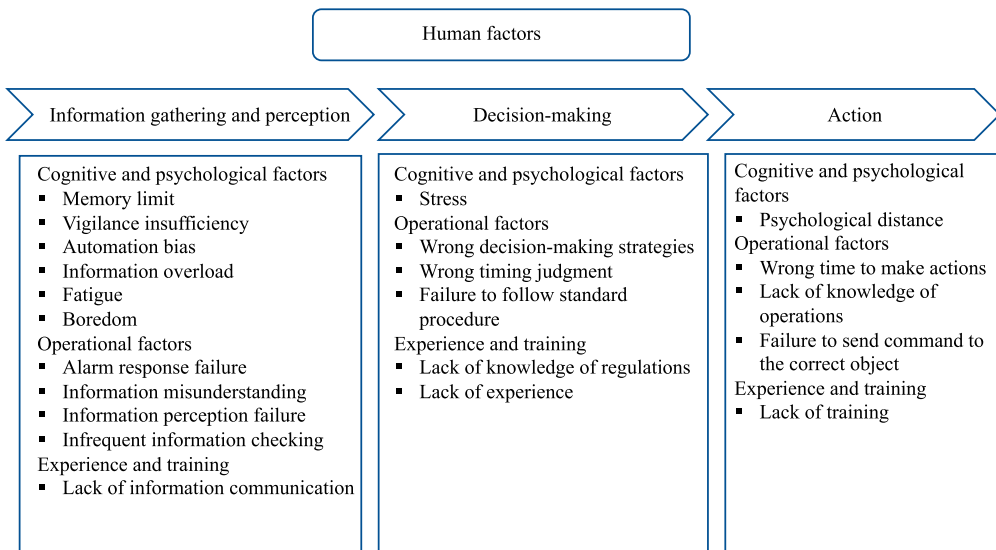 Human factors
Information gathering and perception
Decision-making
Action
Cognitive and psychological factors
▪ Memory limit
▪ Vigilance insufficiency
▪ Automation bias
▪ Information overload
▪ Fatigue
▪ Boredom
Operational factors
▪ Alarm response failure
▪ Information misunderstanding
▪ Information perception failure
▪ Infrequent information checking
Experience and training
▪ Lack of information communication
Cognitive and psychological factors
▪ Stress
Operational factors
▪ Wrong decision-making strategies
▪ Wrong timing judgment
▪ Failure to follow standard
procedure
Experience and training
▪ Lack of knowledge of regulations
▪ Lack of experience
Cognitive and psychological
factors
▪ Psychological distance
Operational factors
▪ Wrong time to make actions
▪ Lack of knowledge of
operations
▪ Failure to send command to
the correct object
Experience and training
▪ Lack of training